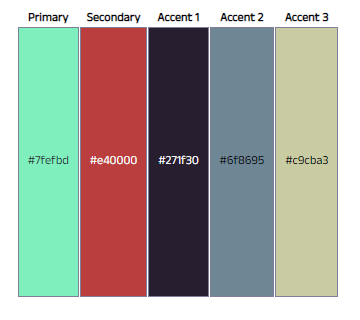 Primary Secondary Accent 1 Accent 2 Accent 3
#7fefbd #e40000 #271f30 #6f8695 #c9cba3